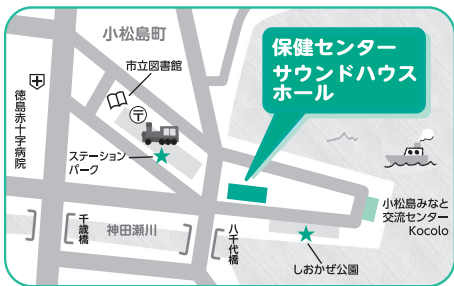 小松島町
市立図書館
〒
保健センター
サウンドハウス
ホール
徳島赤十字病院
ステーション
パーク
小松島みなと
交流センター
Kocolo
千歳橋
神田瀬川
八千代橋
しおかぜ公園